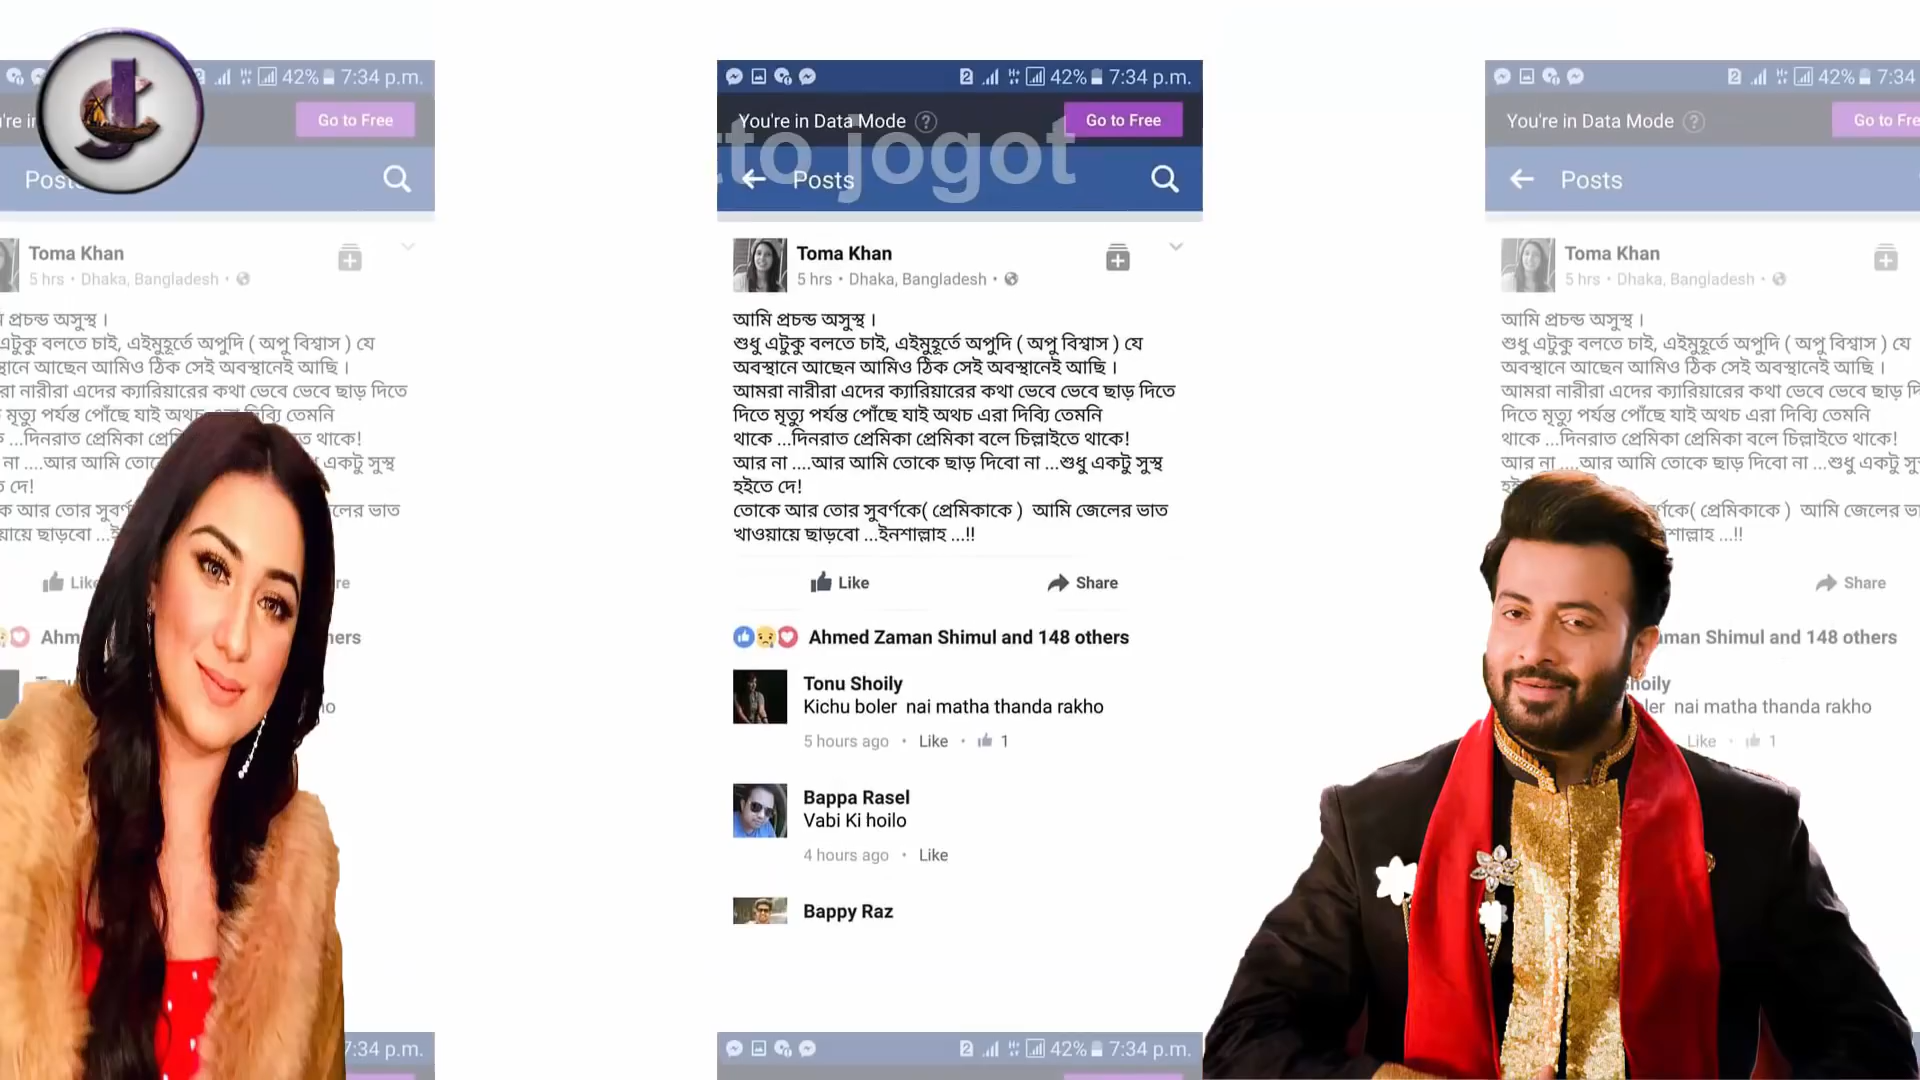 42% 7:34 p.m.
You're in Data Mode ? Go to Free
tto jogot
Posts
Toma Khan
5 hrs • Dhaka, Bangladesh •
আমি প্রচন্ড অসুস্থ ।
শুধু এটুকু বলতে চাই, এইমুহূর্তে অপুদি ( অপু বিশ্বাস ) যে
অবস্থানে আছেন আমিও ঠিক সেই অবস্থানেই আছি ।
আমরা নারীরা এদের ক্যারিয়ারের কথা ভেবে ভেবে ছাড় দিতে
দিতে মৃত্যু পর্যন্ত পোঁছে যাই অথচ এরা দিব্যি তেমনি
থাকে ...দিনরাত প্রেমিকা প্রেমিকা বলে চিল্লাইতে থাকে!
আর না ....আর আমি তোকে ছাড় দিবো না ...শুধু একটু সুস্থ
হইতে দে!
তোকে আর তোর সুবর্ণকে( প্রেমিকাকে ) আমি জেলের ভাত
খাওয়ায়ে ছাড়বো ...ইনশাল্লাহ ...!!
Like Share
Ahmed Zaman Shimul and 148 others
Tonu Shoily
Kichu boler nai matha thanda rakho
5 hours ago • Like • 1
Bappa Rasel
Vabi Ki hoilo
4 hours ago • Like
Bappy Raz
42% 7:34 p.m.